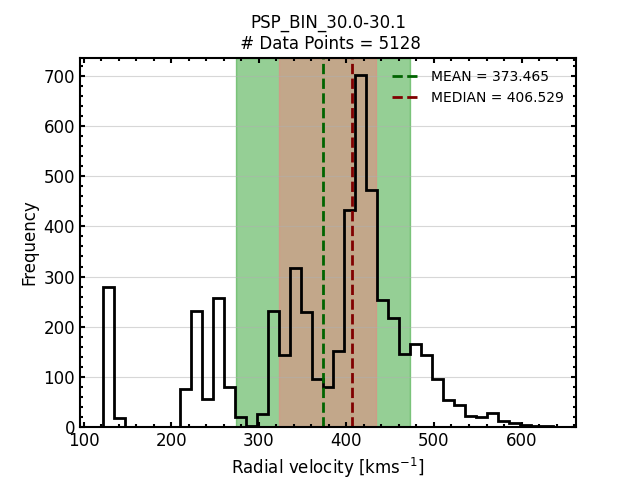 PSP_BIN_30.0-30.1
# Data Points = 5128
MEAN = 373.465
MEDIAN = 406.529
700
600
500
400
300
200
100
0
Frequency
100 200 300 400 500 600
Radial velocity [kms⁻¹]